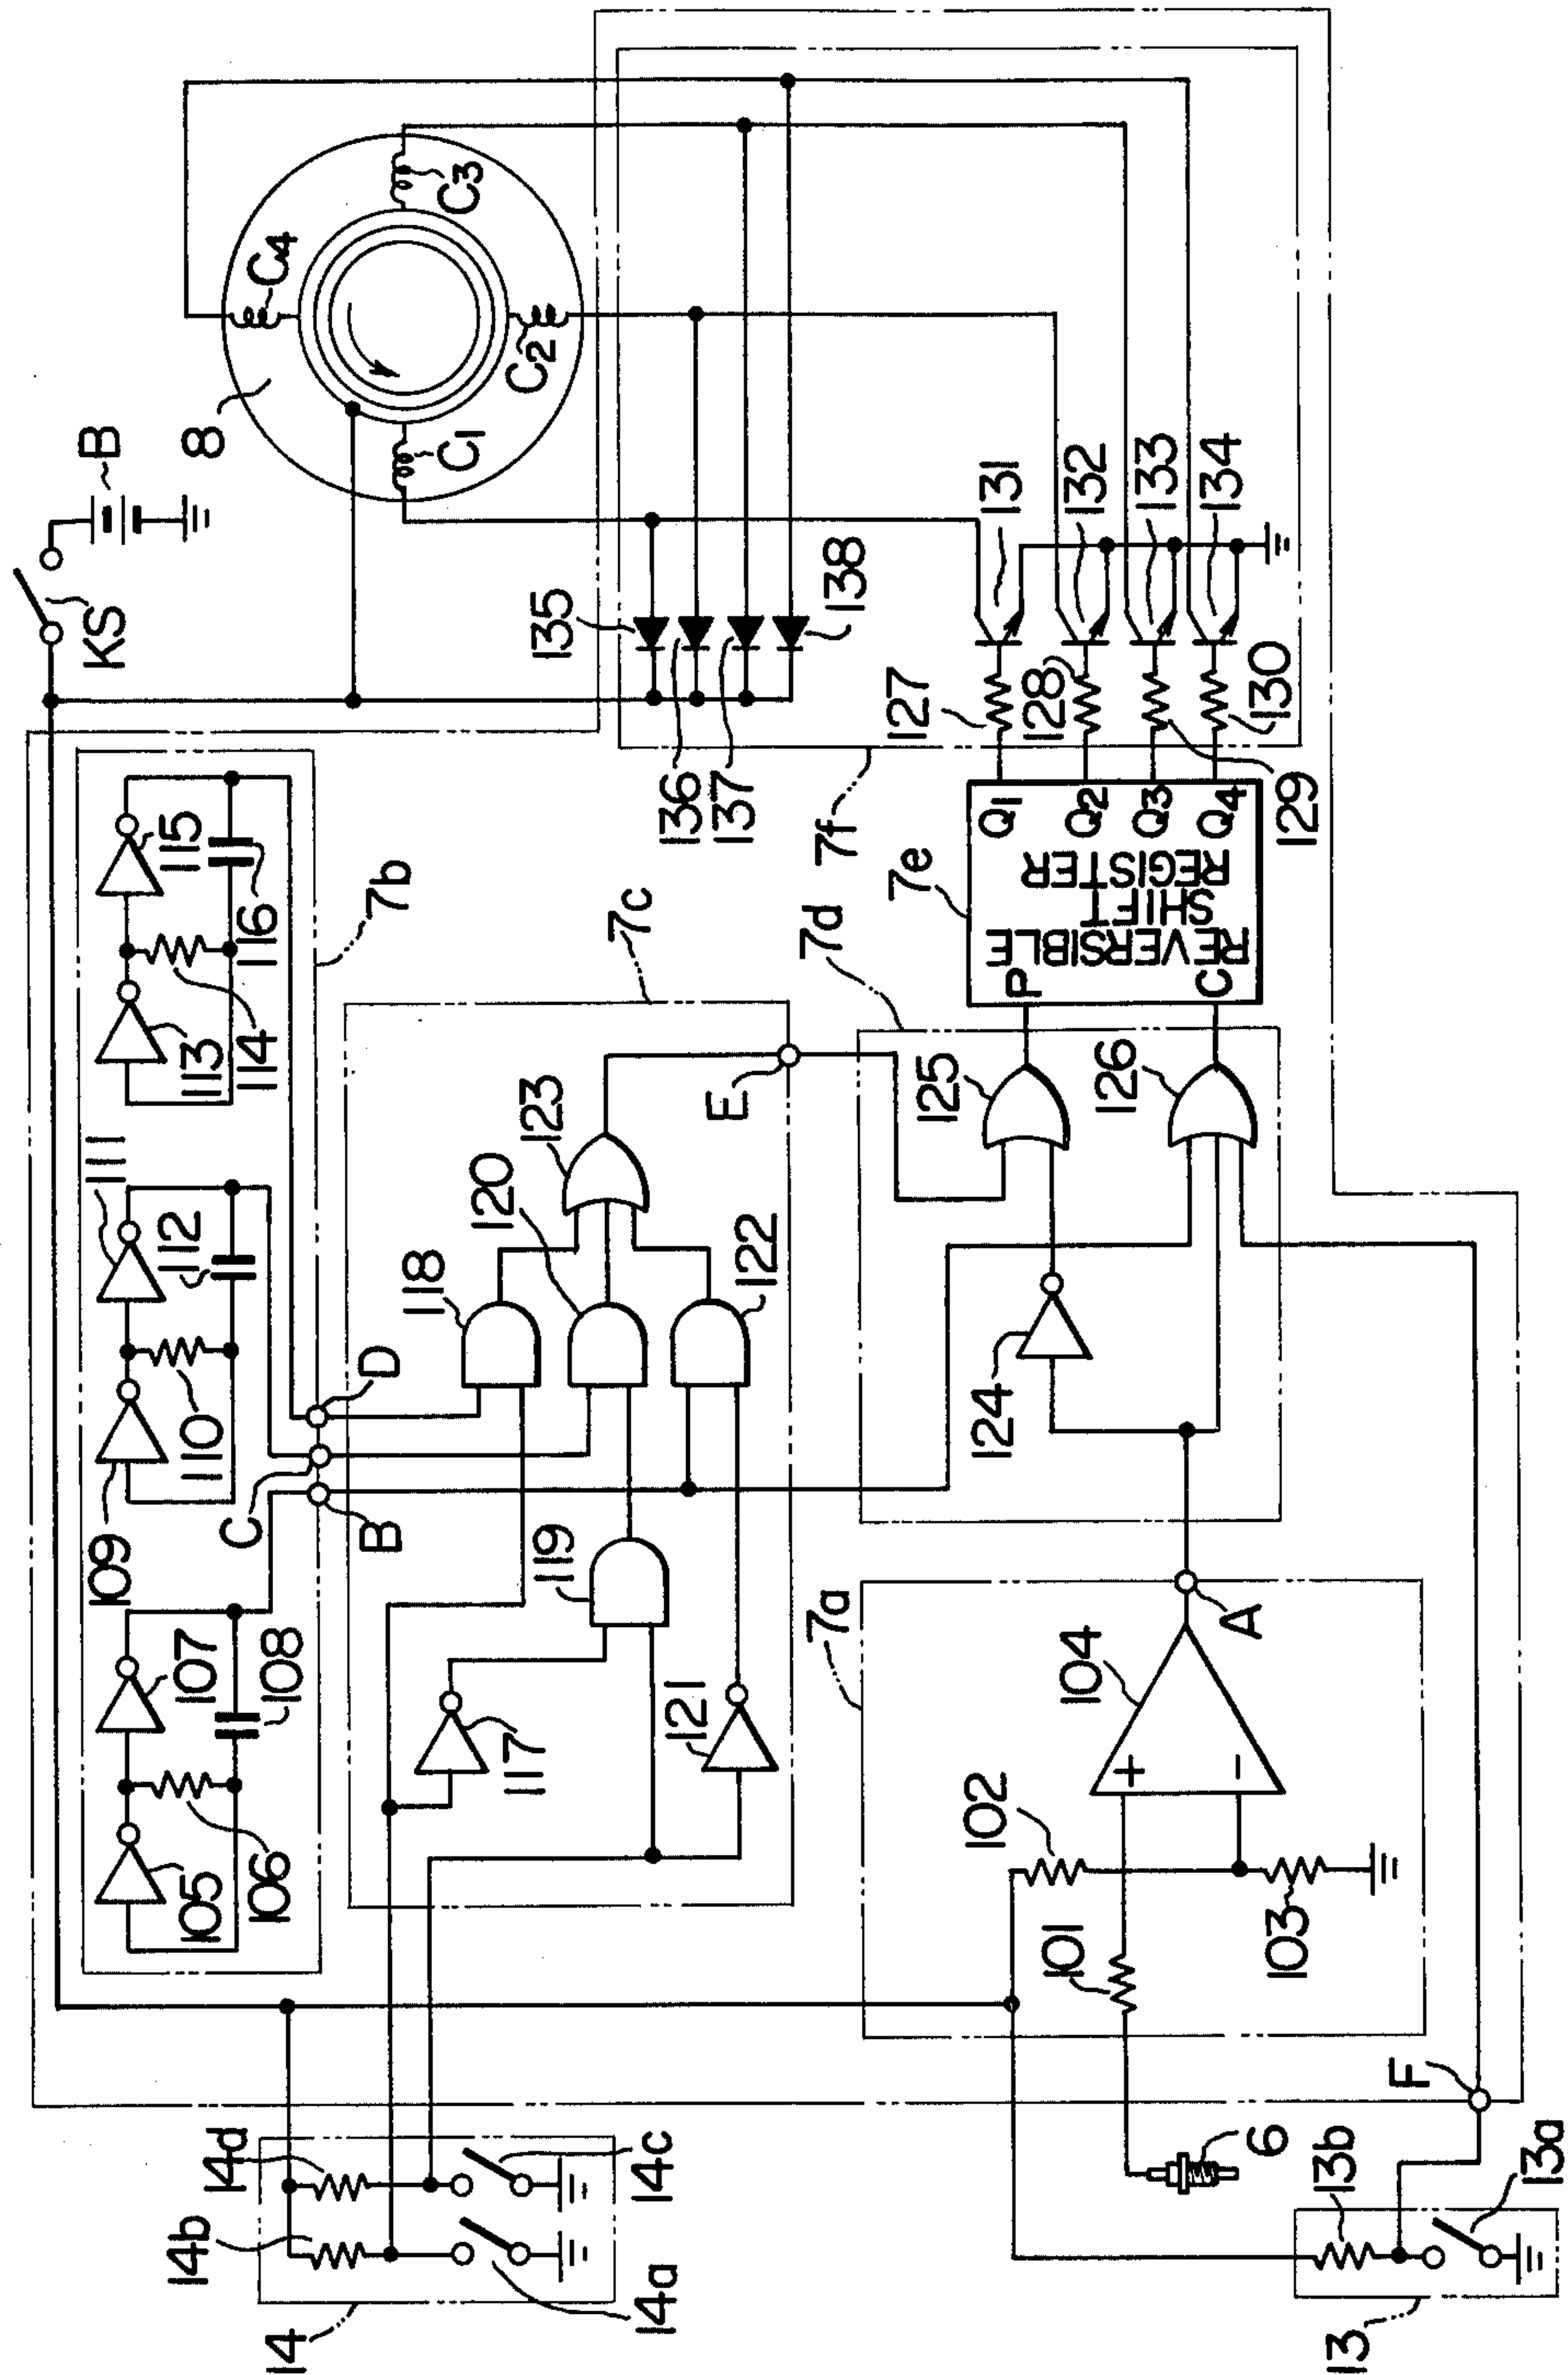 KS
B
8
C4
C3
C2
C1
105
106
107
108
109
110
111
112
113
114
115
116
7b
B
C
D
7c
117
118
119
120
121
122
123
E
14
14a
14b
14c
14d
7a
101
102
103
104
A
6
13
13a
13b
F
7d
124
125
126
7e
P
C
REVERSIBLE
SHIFT
REGISTER
Q1
Q2
Q3
Q4
7f
127
128
129
130
131
132
133
134
135
136
137
138